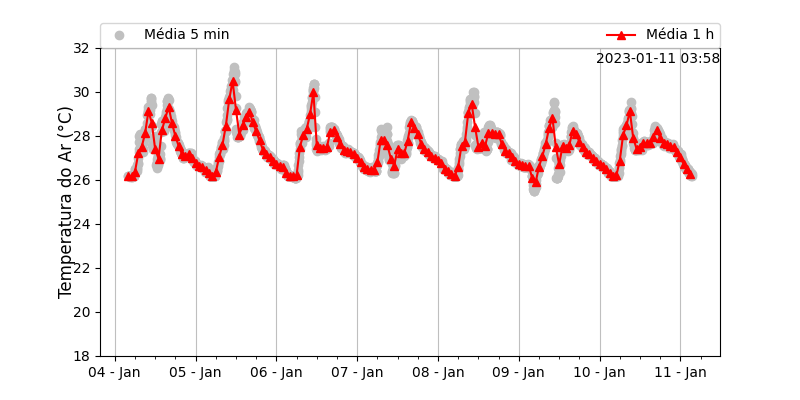 Média 5 min
Média 1 h
2023-01-11 03:58
Temperatura do Ar (°C)
32
30
28
26
24
22
20
18
04 - Jan
05 - Jan
06 - Jan
07 - Jan
08 - Jan
09 - Jan
10 - Jan
11 - Jan